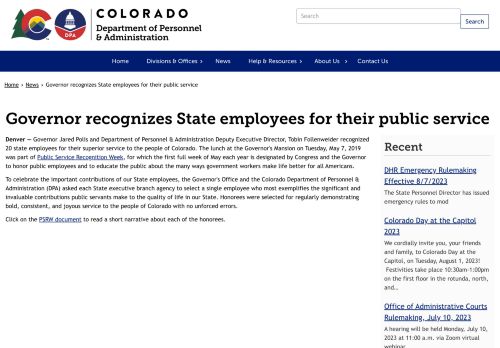 COLORADO
Department of Personnel
& Administration
DPA
Search
Search
Home
Divisions & Offices
News
Help & Resources
About Us
Contact Us
Home › News › Governor recognizes State employees for their public service
Governor recognizes State employees for their public service
Denver — Governor Jared Polis and Department of Personnel & Administration Deputy Executive Director, Tobin Follenweider recognized
20 state employees for their superior service to the people of Colorado. The lunch at the Governor's Mansion on Tuesday, May 7, 2019
was part of Public Service Recognition Week, for which the first full week of May each year is designated by Congress and the Governor
to honor public employees and to educate the public about the many ways government workers make life better for all Americans.
To celebrate the important contributions of our State employees, the Governor's Office and the Colorado Department of Personnel &
Administration (DPA) asked each State executive branch agency to select a single employee who most exemplifies the significant and
invaluable contributions public servants make to the quality of life in our State. Honorees were selected for regularly demonstrating
bold, consistent, and joyous service to the people of Colorado with no unforced errors.
Click on the PSRW document to read a short narrative about each of the honorees.
Recent
DHR Emergency Rulemaking
Effective 8/7/2023
The State Personnel Director has issued
emergency rules to mod
Colorado Day at the Capitol
2023
We cordially invite you, your friends
and family, to Colorado Day at the
Capitol, on Tuesday, August 1, 2023!
Festivities take place 10:30am-1:00pm
on the first floor in the rotunda, north,
and…
Office of Administrative Courts
Rulemaking, July 10, 2023
A hearing will be held Monday, July 10,
2023 at 11:00 a.m. via Zoom virtual
webinar